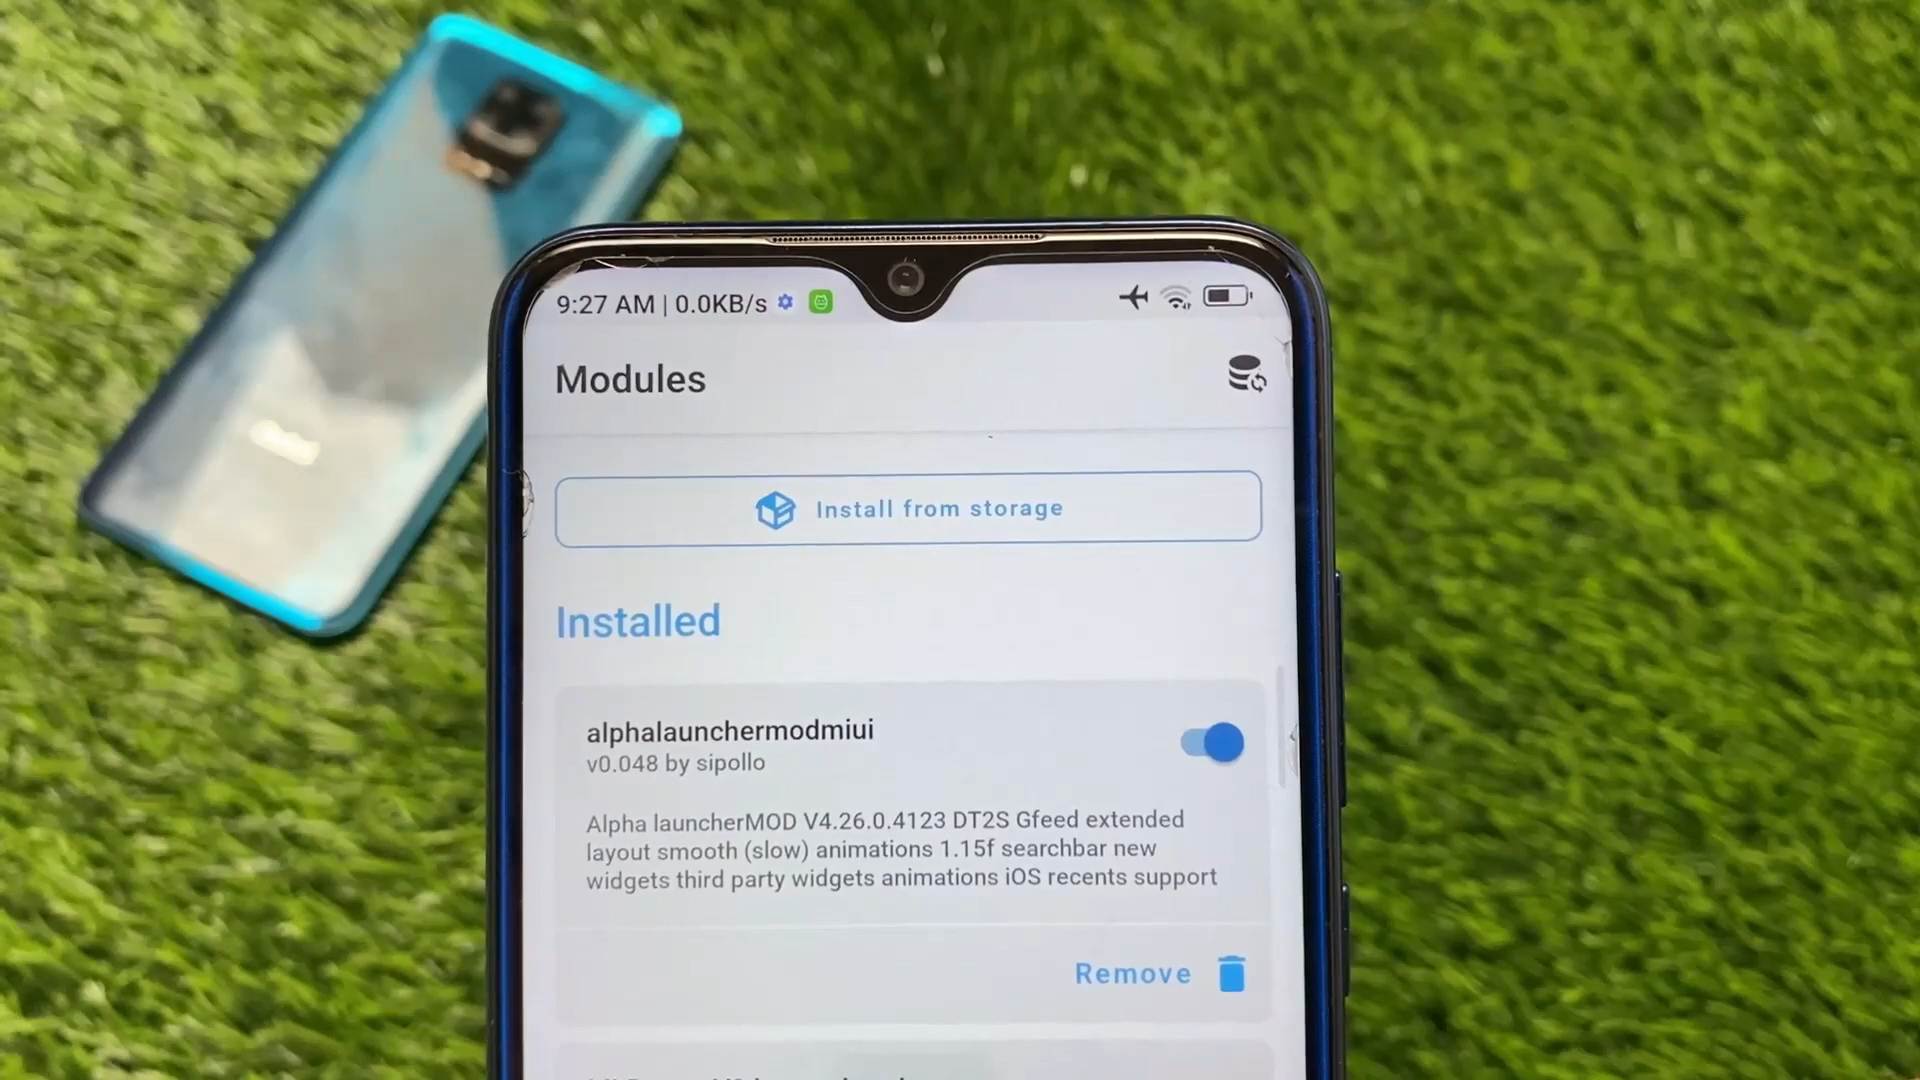 9:27 AM | 0.0KB/s
Modules
Install from storage
Installed
alphalaunchermodmiui
v0.048 by sipollo
Alpha launcherMOD V4.26.0.4123 DT2S Gfeed extended
layout smooth (slow) animations 1.15f searchbar new
widgets third party widgets animations iOS recents support
Remove